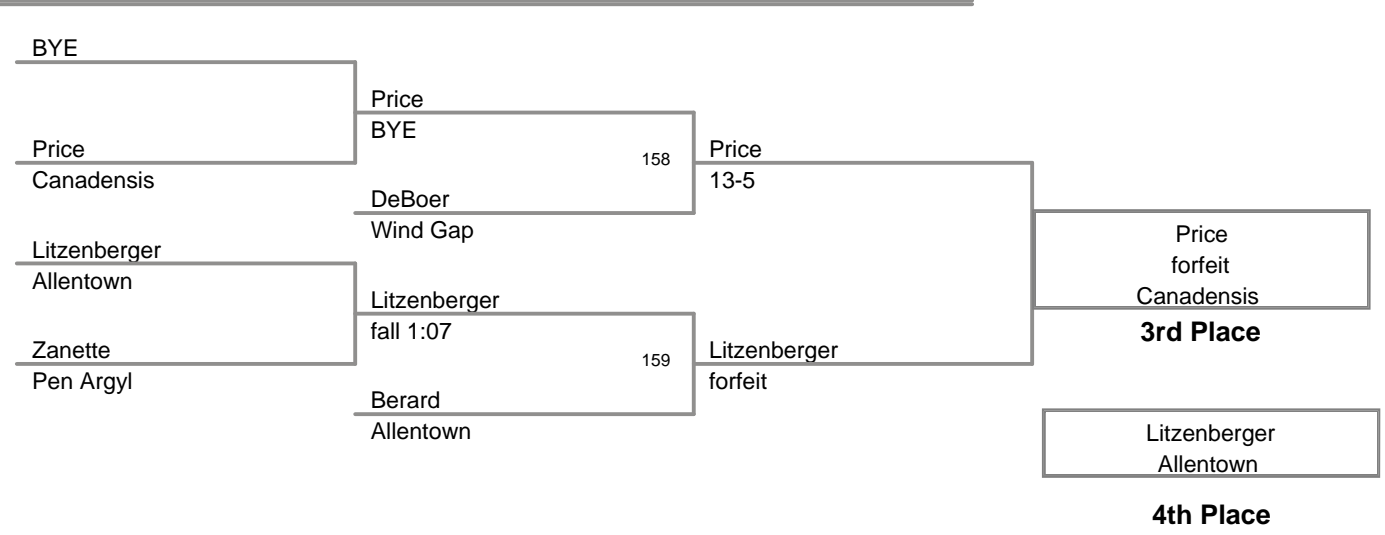 BYE
Price
Canadensis
Litzenberger
Allentown
Zanette
Pen Argyl
Price
BYE
158
DeBoer
Wind Gap
Litzenberger
fall 1:07
159
Berard
Allentown
Price
13-5
Litzenberger
forfeit
Price
forfeit
Canadensis
3rd Place
Litzenberger
Allentown
4th Place